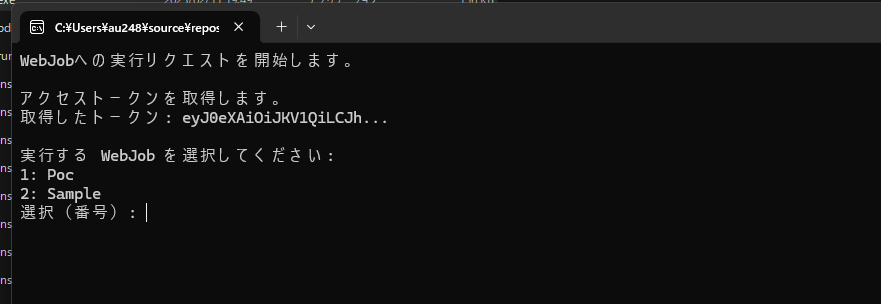 C:¥Users¥au248¥source¥repos
WebJobへの実行リクエストを開始します。
アクセストークンを取得します。
取得したトークン: eyJ0eXAiOiJKV1QiLCJh...
実行する WebJob を選択してください:
1: Poc
2: Sample
選択（番号）: